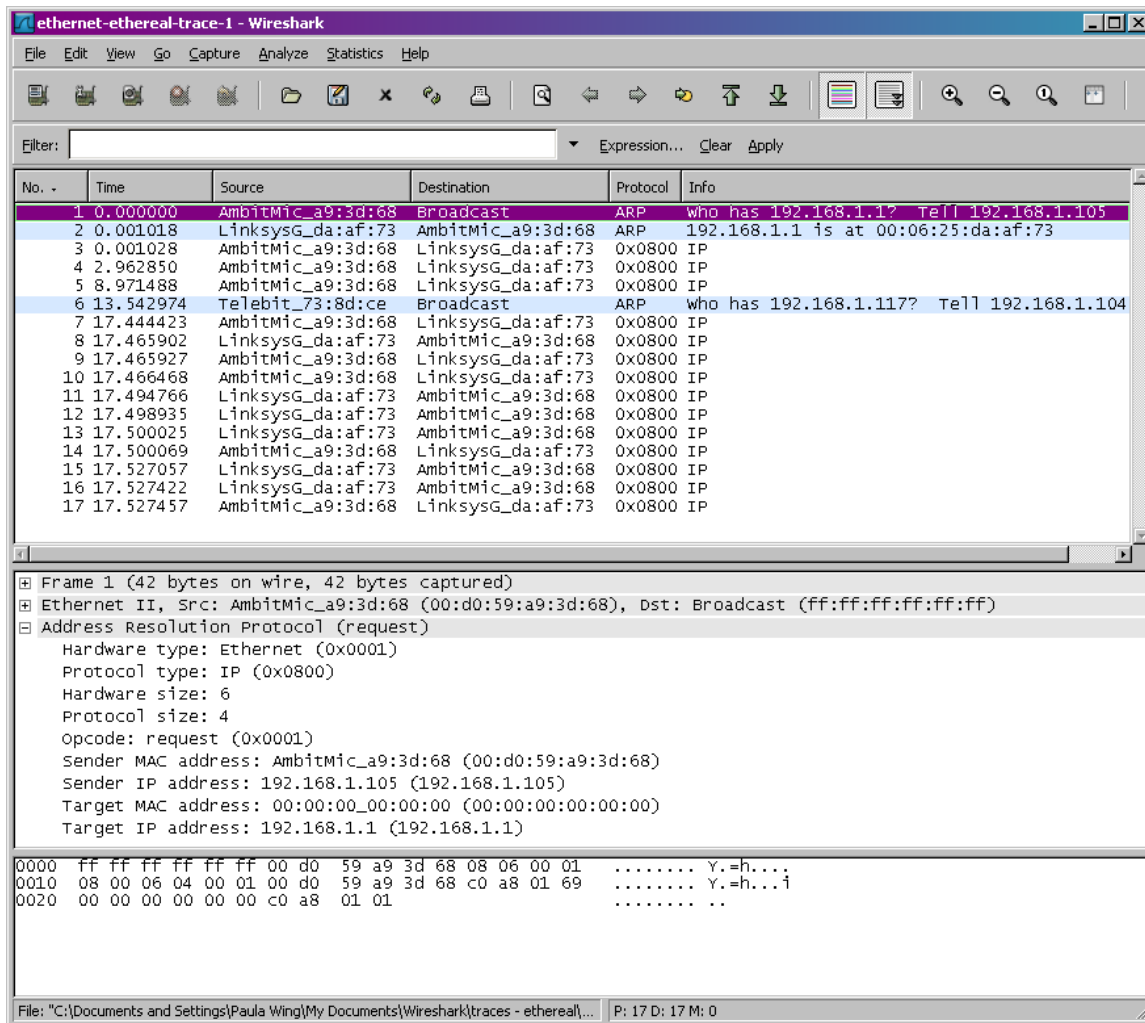 ethernet-ethereal-trace-1 - Wireshark
File Edit View Go Capture Analyze Statistics Help
Filter: Expression... Clear Apply
No. Time Source Destination Protocol Info
1 0.000000 AmbitMic_a9:3d:68 Broadcast ARP Who has 192.168.1.1? Tell 192.168.1.105
2 0.001018 LinksysG_da:af:73 AmbitMic_a9:3d:68 ARP 192.168.1.1 is at 00:06:25:da:af:73
3 0.001028 AmbitMic_a9:3d:68 LinksysG_da:af:73 0x0800 IP
4 2.962850 AmbitMic_a9:3d:68 LinksysG_da:af:73 0x0800 IP
5 8.971488 AmbitMic_a9:3d:68 LinksysG_da:af:73 0x0800 IP
6 13.542974 Telebit_73:8d:ce Broadcast ARP Who has 192.168.1.117? Tell 192.168.1.104
7 17.444423 AmbitMic_a9:3d:68 LinksysG_da:af:73 0x0800 IP
8 17.465902 LinksysG_da:af:73 AmbitMic_a9:3d:68 0x0800 IP
9 17.465927 AmbitMic_a9:3d:68 LinksysG_da:af:73 0x0800 IP
10 17.466468 AmbitMic_a9:3d:68 LinksysG_da:af:73 0x0800 IP
11 17.494766 LinksysG_da:af:73 AmbitMic_a9:3d:68 0x0800 IP
12 17.498935 LinksysG_da:af:73 AmbitMic_a9:3d:68 0x0800 IP
13 17.500025 LinksysG_da:af:73 AmbitMic_a9:3d:68 0x0800 IP
14 17.500069 AmbitMic_a9:3d:68 LinksysG_da:af:73 0x0800 IP
15 17.527057 LinksysG_da:af:73 AmbitMic_a9:3d:68 0x0800 IP
16 17.527422 LinksysG_da:af:73 AmbitMic_a9:3d:68 0x0800 IP
17 17.527457 AmbitMic_a9:3d:68 LinksysG_da:af:73 0x0800 IP
Frame 1 (42 bytes on wire, 42 bytes captured)
Ethernet II, Src: AmbitMic_a9:3d:68 (00:d0:59:a9:3d:68), Dst: Broadcast (ff:ff:ff:ff:ff:ff)
Address Resolution Protocol (request)
Hardware type: Ethernet (0x0001)
Protocol type: IP (0x0800)
Hardware size: 6
Protocol size: 4
Opcode: request (0x0001)
Sender MAC address: AmbitMic_a9:3d:68 (00:d0:59:a9:3d:68)
Sender IP address: 192.168.1.105 (192.168.1.105)
Target MAC address: 00:00:00_00:00:00 (00:00:00:00:00:00)
Target IP address: 192.168.1.1 (192.168.1.1)
0000 ff ff ff ff ff ff 00 d0 59 a9 3d 68 08 06 00 01 ........ Y.=h....
0010 08 00 06 04 00 01 00 d0 59 a9 3d 68 c0 a8 01 69 ........ Y.=h...i
0020 00 00 00 00 00 00 c0 a8 01 01 ........ ..
File: "C:\Documents and Settings\Paula Wing\My Documents\Wireshark\traces - ethereal\... P: 17 D: 17 M: 0